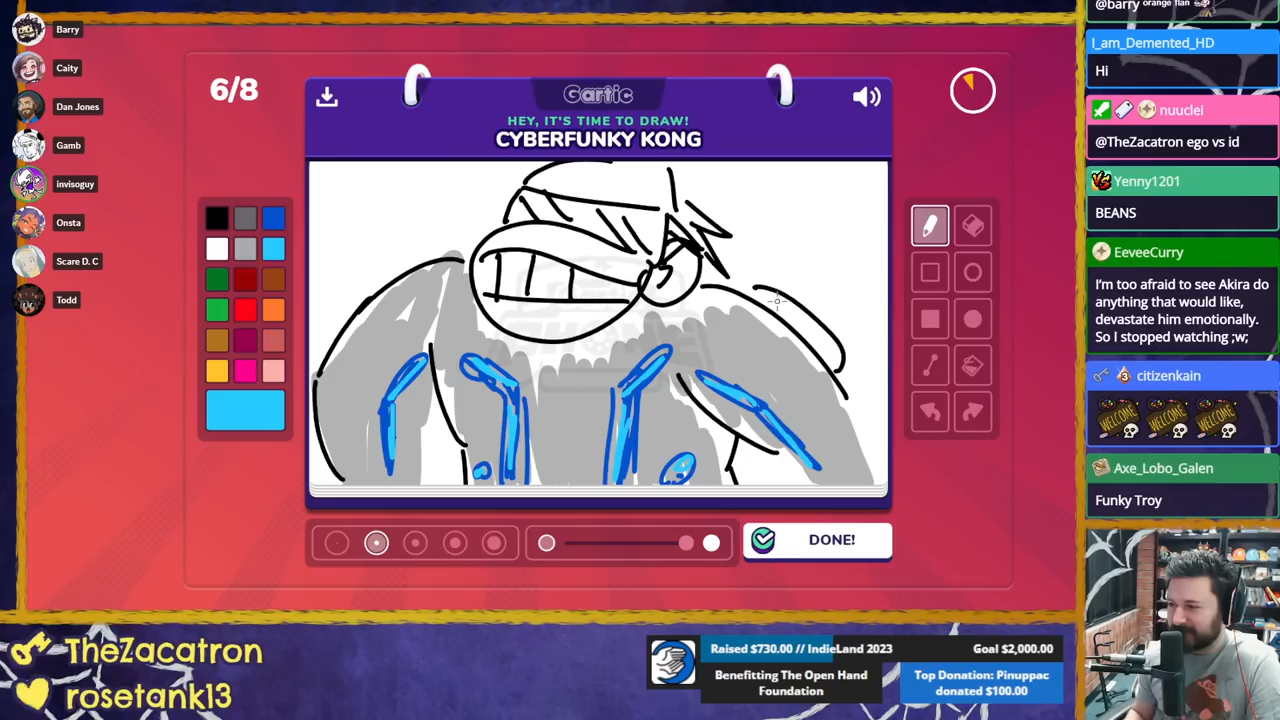 Barry
Caity
Dan Jones
Gamb
invisoguy
Onsta
Scare D. C
Todd
6/8
Gartic
HEY, IT'S TIME TO DRAW!
CYBERFUNKY KONG
DONE!
@barry orange flan
I_am_Demented_HD
Hi
nuuclei
@TheZacatron ego vs id
Yenny1201
BEANS
EeveeCurry
I'm too afraid to see Akira do
anything that would like,
devastate him emotionally.
So I stopped watching ;w;
citizenkain
WELCOME WELCOME WELCOME
Axe_Lobo_Galen
Funky Troy
TheZacatron
rosetank13
Raised $730.00 // IndieLand 2023 Goal $2,000.00
Benefitting The Open Hand
Foundation
Top Donation: Pinuppac
donated $100.00